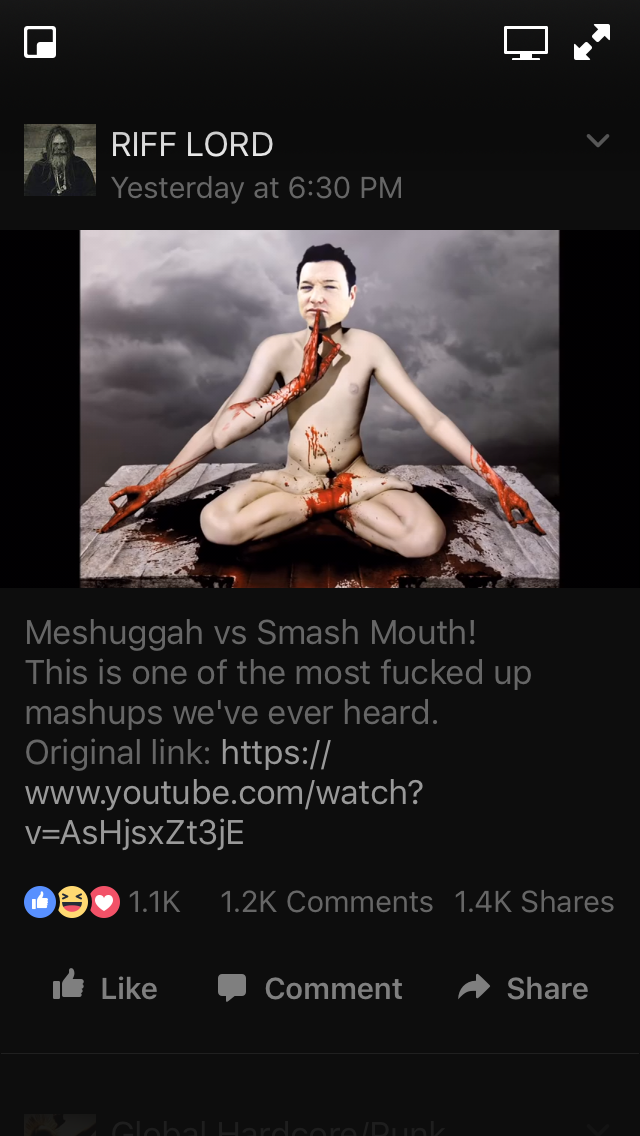 RIFF LORD
Yesterday at 6:30 PM
Meshuggah vs Smash Mouth!
This is one of the most fucked up
mashups we've ever heard.
Original link: https://
www.youtube.com/watch?
v=AsHjsxZt3jE
1.1K 1.2K Comments 1.4K Shares
Like Comment Share
Global Hardcore/Punk